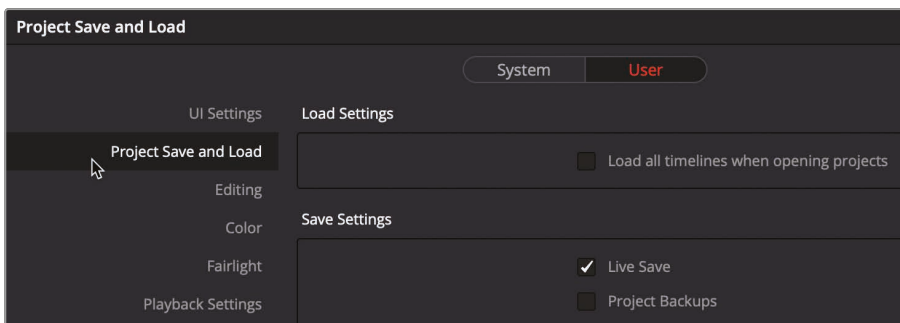 Project Save and Load
System User
UI Settings
Load Settings
Project Save and Load
Load all timelines when opening projects
Editing
Save Settings
Color
Fairlight
Live Save
Playback Settings
Project Backups